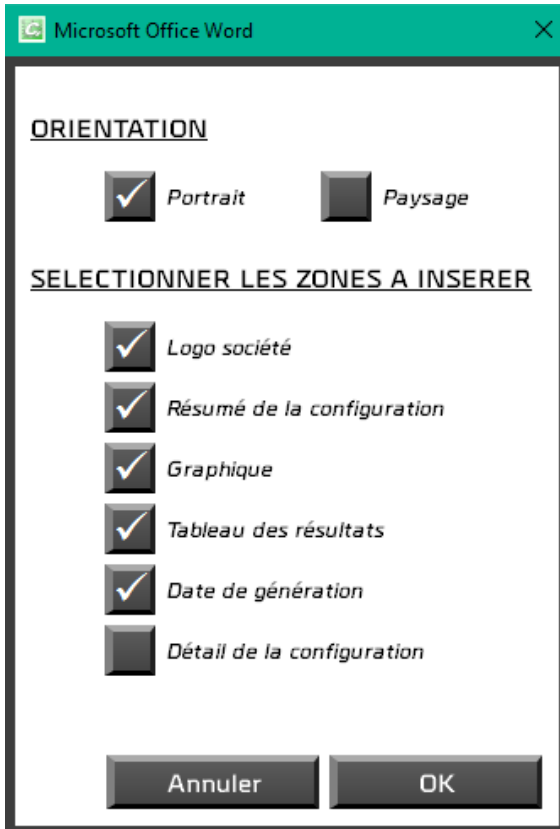 Microsoft Office Word
ORIENTATION
Portrait Paysage
SELECTIONNER LES ZONES A INSERER
Logo société
Résumé de la configuration
Graphique
Tableau des résultats
Date de génération
Détail de la configuration
Annuler OK